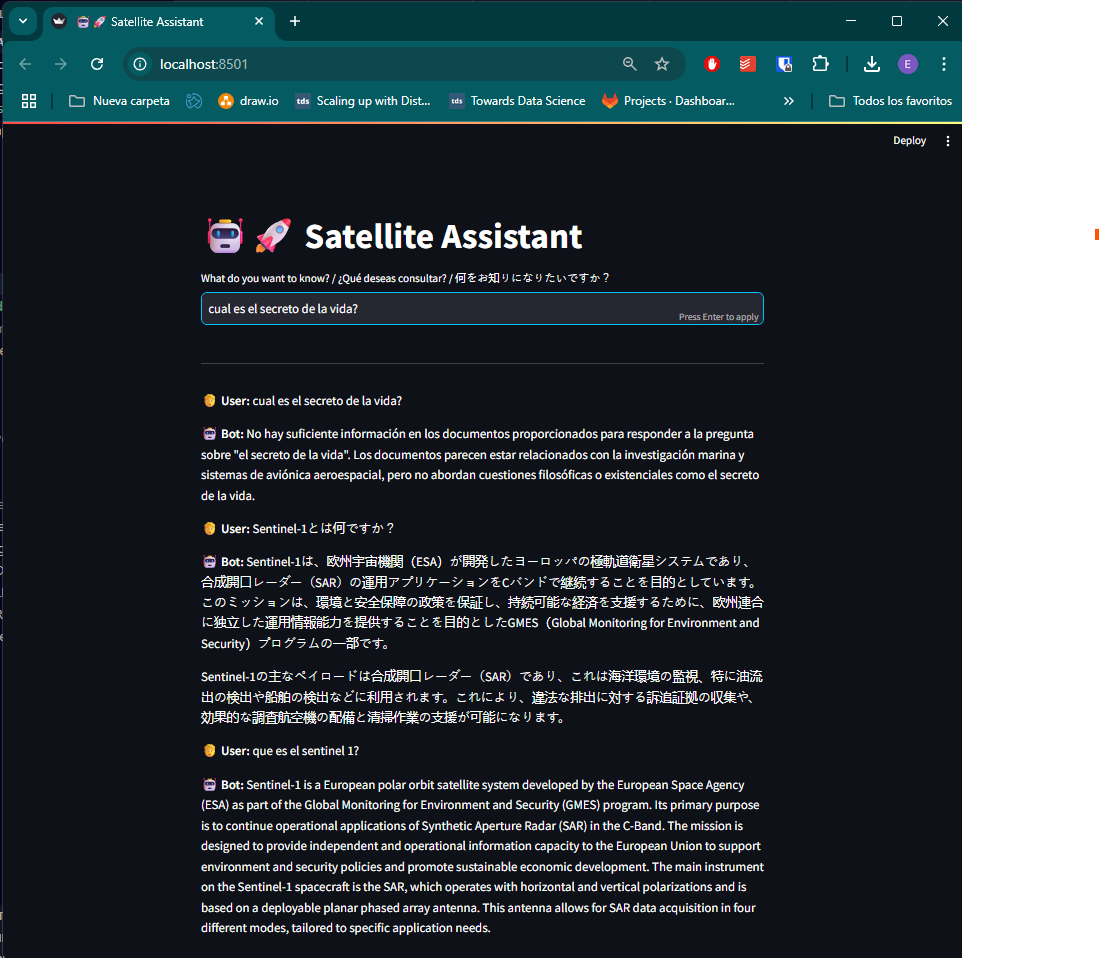 Satellite Assistant
localhost:8501
Nueva carpeta
draw.io
tds Scaling up with Dist...
tds Towards Data Science
Projects · Dashboar...
Todos los favoritos
E
Deploy
Satellite Assistant
What do you want to know? / ¿Qué deseas consultar? / 何をお知りになりたいですか？
cual es el secreto de la vida?
Press Enter to apply
User: cual es el secreto de la vida?
Bot: No hay suficiente información en los documentos proporcionados para responder a la pregunta
sobre "el secreto de la vida". Los documentos parecen estar relacionados con la investigación marina y
sistemas de aviónica aeroespacial, pero no abordan cuestiones filosóficas o existenciales como el secreto
de la vida.
User: Sentinel-1とは何ですか？
Bot: Sentinel-1は、欧州宇宙機関（ESA）が開発したヨーロッパの極軌道衛星システムであり、
合成開口レーダー（SAR）の運用アプリケーションをCバンドで継続することを目的としています。
このミッションは、環境と安全保障の政策を保証し、持続可能な経済を支援するために、欧州連合
に独立した運用情報能力を提供することを目的としたGMES（Global Monitoring for Environment and
Security）プログラムの一部です。
Sentinel-1の主なペイロードは合成開口レーダー（SAR）であり、これは海洋環境の監視、特に油流
出の検出や船舶の検出などに利用されます。これにより、違法な排出に対する訴追証拠の収集や、
効果的な調査航空機の配備と清掃作業の支援が可能になります。
User: que es el sentinel 1?
Bot: Sentinel-1 is a European polar orbit satellite system developed by the European Space Agency
(ESA) as part of the Global Monitoring for Environment and Security (GMES) program. Its primary purpose
is to continue operational applications of Synthetic Aperture Radar (SAR) in the C-Band. The mission is
designed to provide independent and operational information capacity to the European Union to support
environment and security policies and promote sustainable economic development. The main instrument
on the Sentinel-1 spacecraft is the SAR, which operates with horizontal and vertical polarizations and is
based on a deployable planar phased array antenna. This antenna allows for SAR data acquisition in four
different modes, tailored to specific application needs.